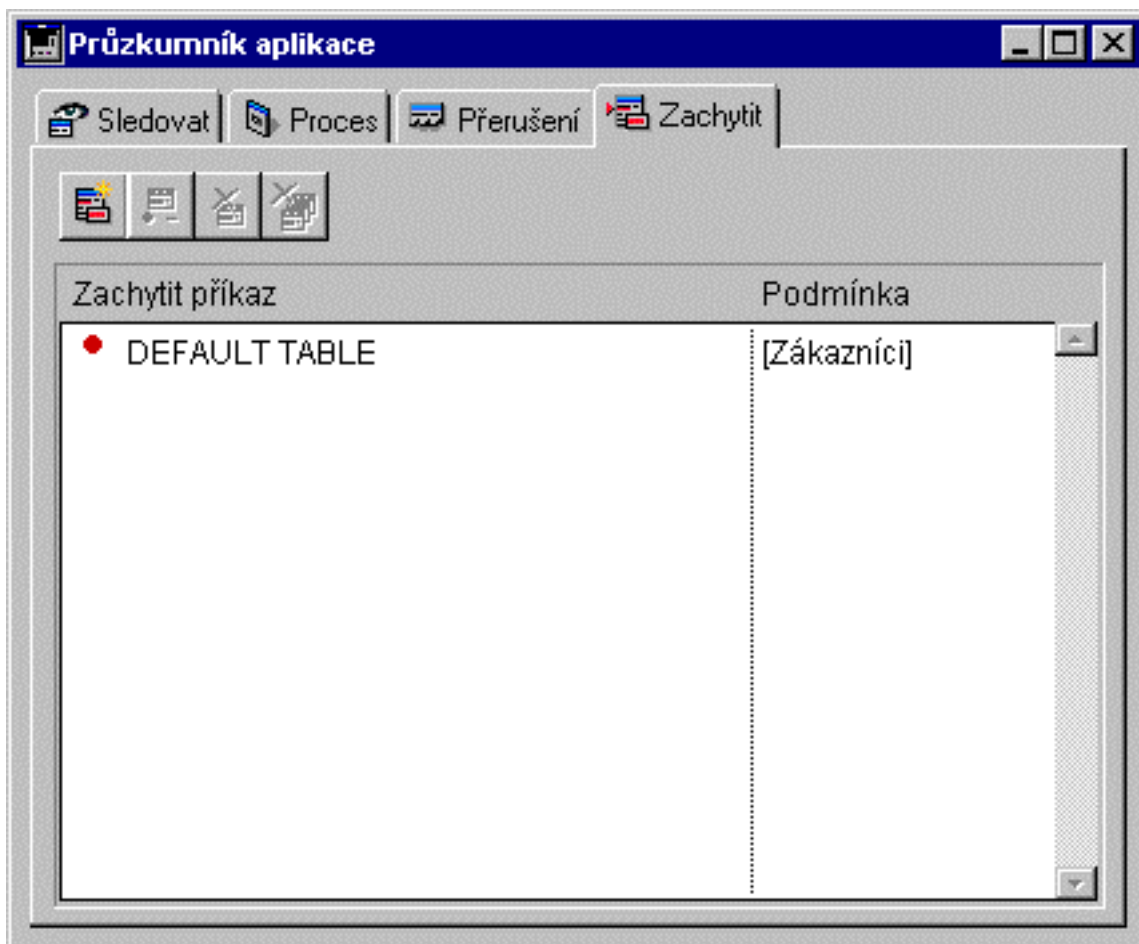 Průzkumník aplikace
Sledovat Proces Přerušení Zachytit
Zachytit příkaz Podmínka
DEFAULT TABLE [Zákazníci]